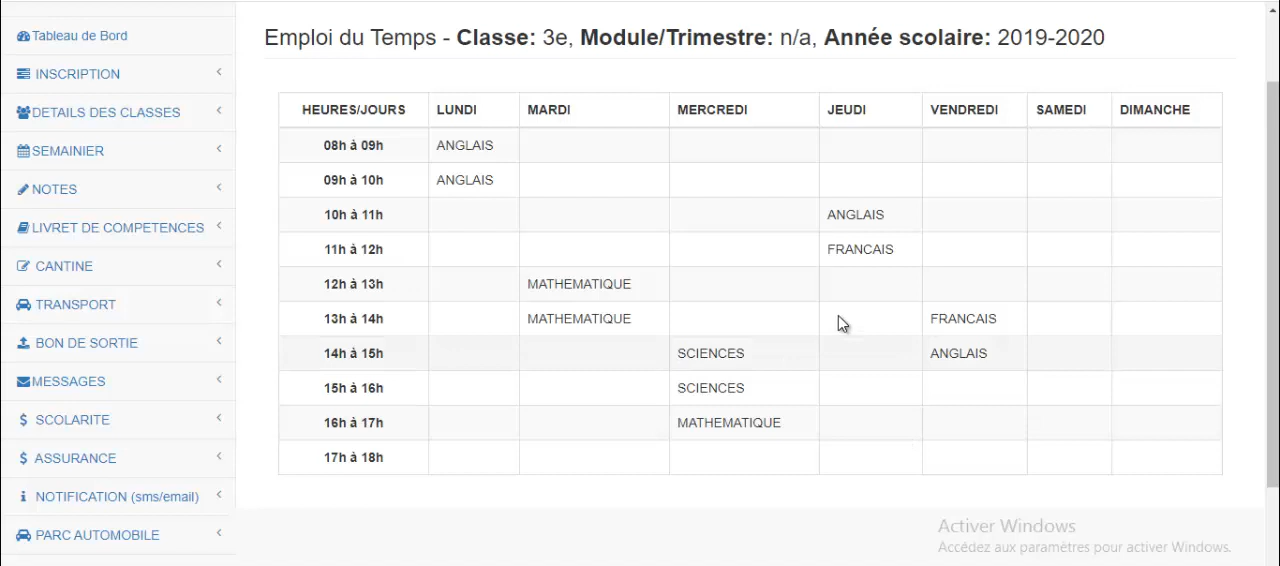 Tableau de Bord
INSCRIPTION
DETAILS DES CLASSES
SEMAINIER
NOTES
LIVRET DE COMPETENCES
CANTINE
TRANSPORT
BON DE SORTIE
MESSAGES
$ SCOLARITE
$ ASSURANCE
NOTIFICATION (sms/email)
PARC AUTOMOBILE
Emploi du Temps - Classe: 3e, Module/Trimestre: n/a, Année scolaire: 2019-2020
HEURES/JOURS LUNDI MARDI MERCREDI JEUDI VENDREDI SAMEDI DIMANCHE
08h à 09h ANGLAIS
09h à 10h ANGLAIS
10h à 11h ANGLAIS
11h à 12h FRANCAIS
12h à 13h MATHEMATIQUE
13h à 14h MATHEMATIQUE FRANCAIS
14h à 15h SCIENCES ANGLAIS
15h à 16h SCIENCES
16h à 17h MATHEMATIQUE
17h à 18h
Activer Windows
Accédez aux paramètres pour activer Windows.